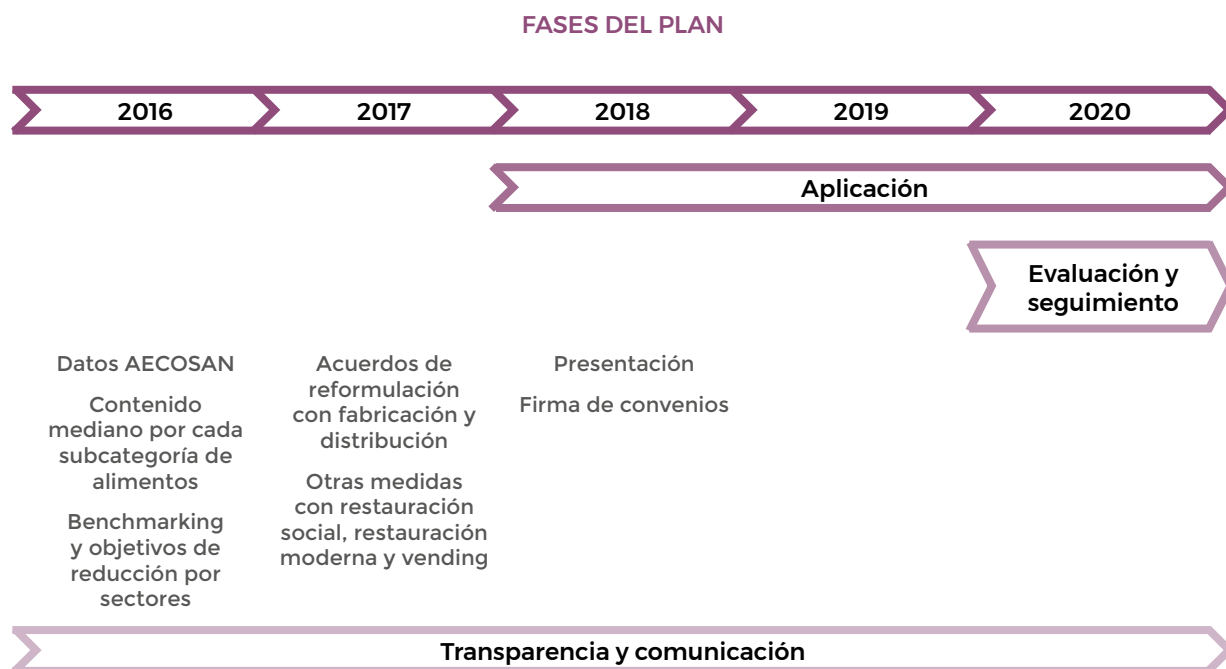 FASES DEL PLAN
2016
2017
2018
2019
2020
Aplicación
Evaluación y
seguimiento
Datos AECOSAN
Contenido
mediano por cada
subcategoría de
alimentos
Benchmarking
y objetivos de
reducción por
sectores
Acuerdos de
reformulación
con fabricación y
distribución
Otras medidas
con restauración
social, restauración
moderna y vending
Presentación
Firma de convenios
Transparencia y comunicación